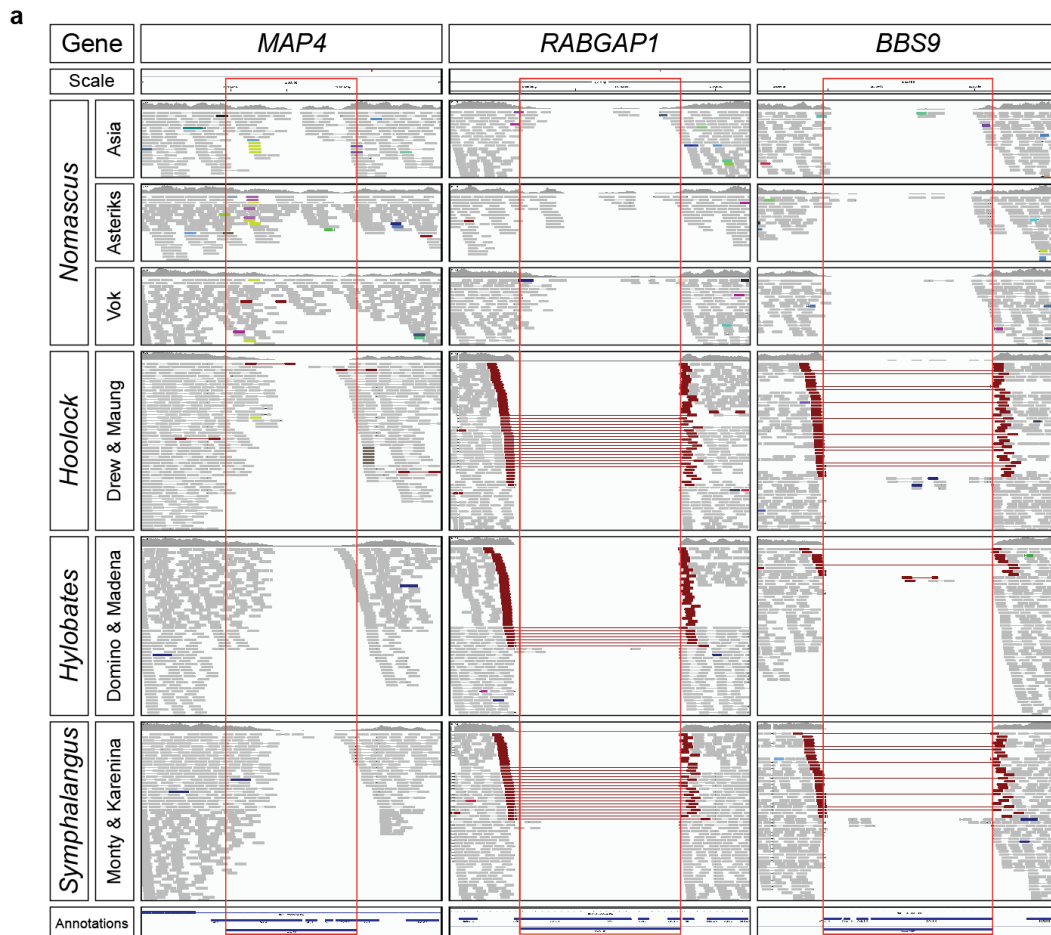 a
Gene
MAP4
RABGAP1
BBS9
Scale
Nomascus
Asia
Asteriks
Vok
Hoolock
Drew & Maung
Hylobates
Domino & Madena
Symphalangus
Monty & Karenina
Annotations